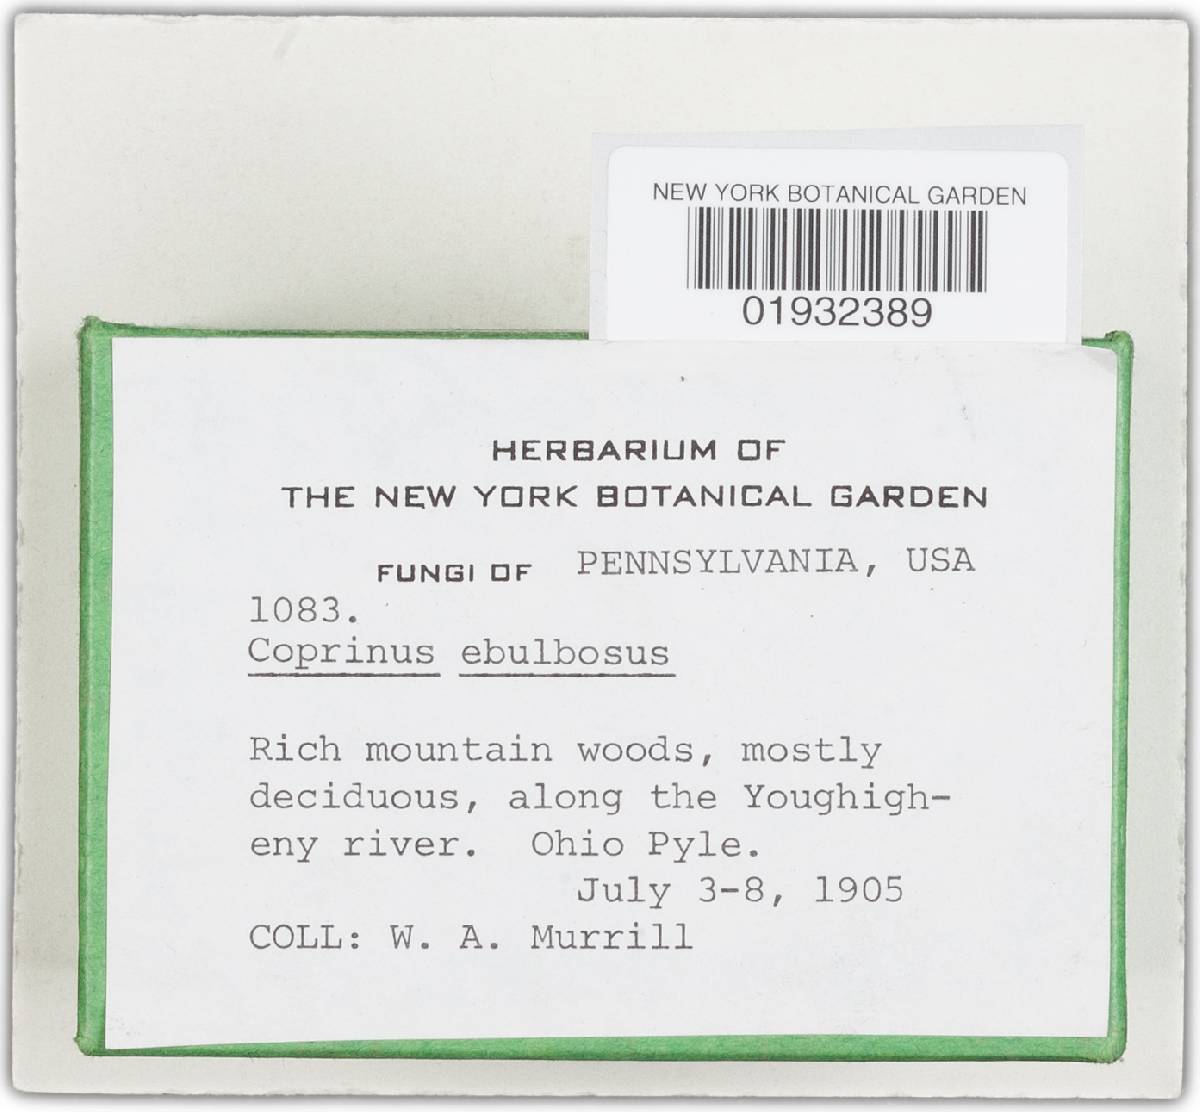 NEW YORK BOTANICAL GARDEN
01932389
HERBARIUM OF
THE NEW YORK BOTANICAL GARDEN
FUNGI OF PENNSYLVANIA, USA
1083.
Coprinus ebulbosus
Rich mountain woods, mostly
deciduous, along the Youghigh-
eny river. Ohio Pyle.
July 3-8, 1905
COLL: W. A. Murrill